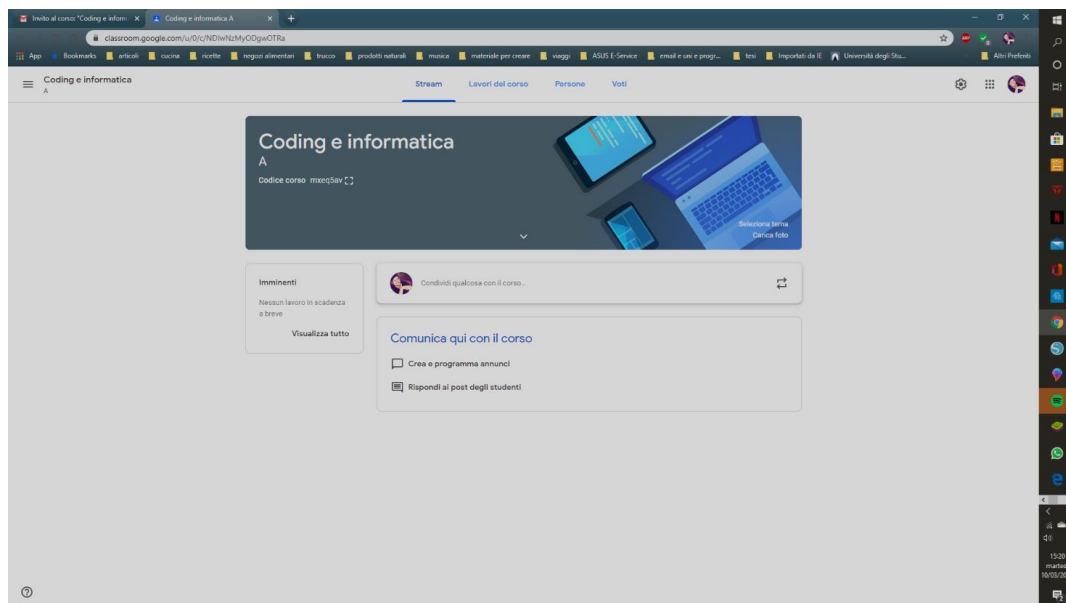 Invito al corso: "Coding e inform
Coding e informatica A
classroom.google.com/u/0/c/NDIwNzMyODgwOTRa
App Bookmarks articoli cucina ricette negozi alimentari trucco prodotti naturali musica materiale per creare viaggi ASUS E-Service email e uni e progr... tesi Importati da IE Università degli Stu... Altri Preferiti
Coding e informatica
A
Stream Lavori del corso Persone Voti
Coding e informatica
A
Codice corso mxeq5av
Seleziona tema
Carica foto
Imminenti
Nessun lavoro in scadenza
a breve
Visualizza tutto
Condividi qualcosa con il corso...
Comunica qui con il corso
Crea e programma annunci
Rispondi ai post degli studenti
15:20
marted
10/03/20